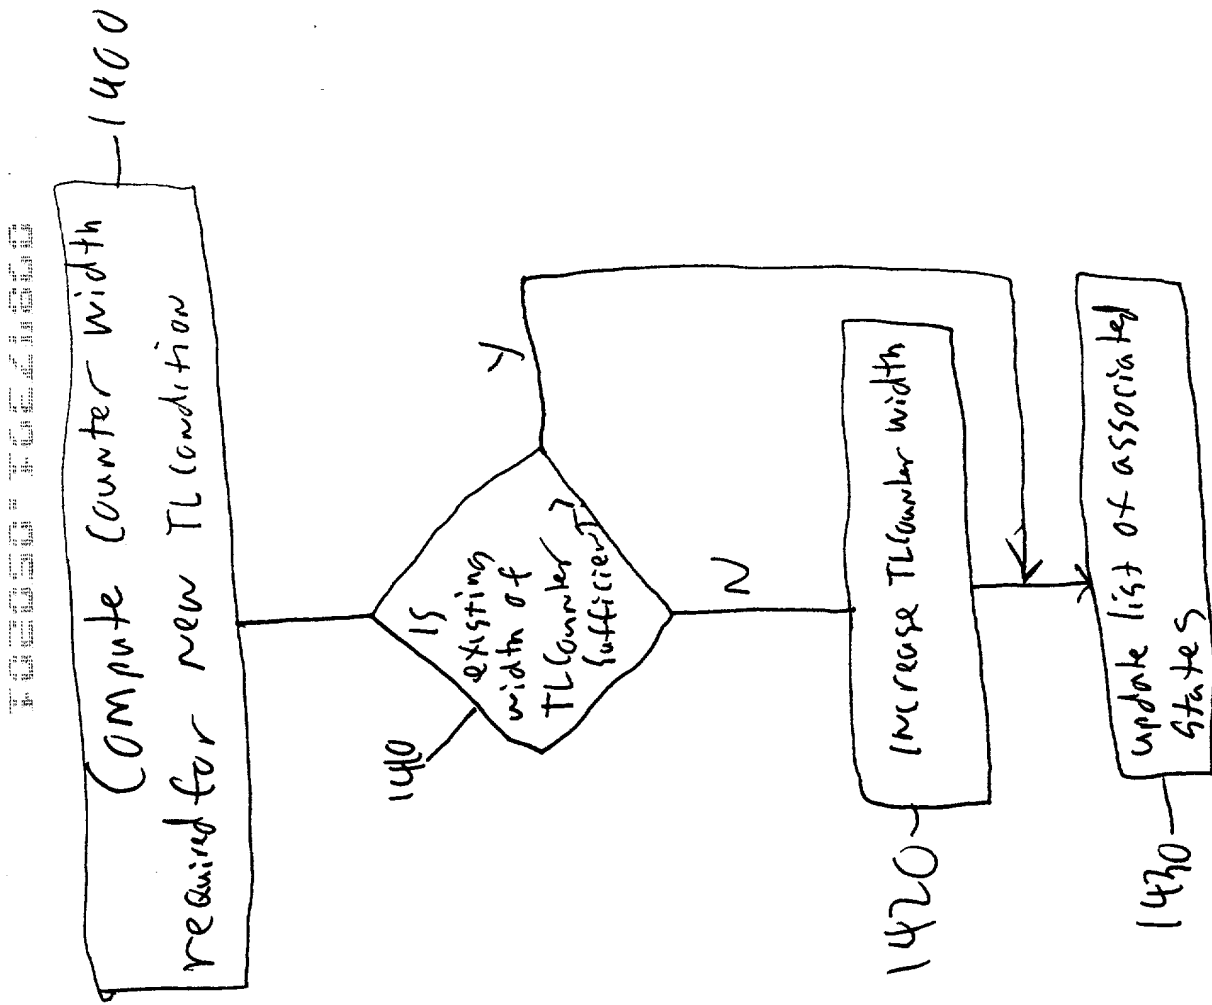 Compute Counter width
required for new TL Condition
1400
Is
existing
width of
TLCounter
sufficient?
1410
Y
N
Increase TLCounter width
1420
update list of associated
states
1430